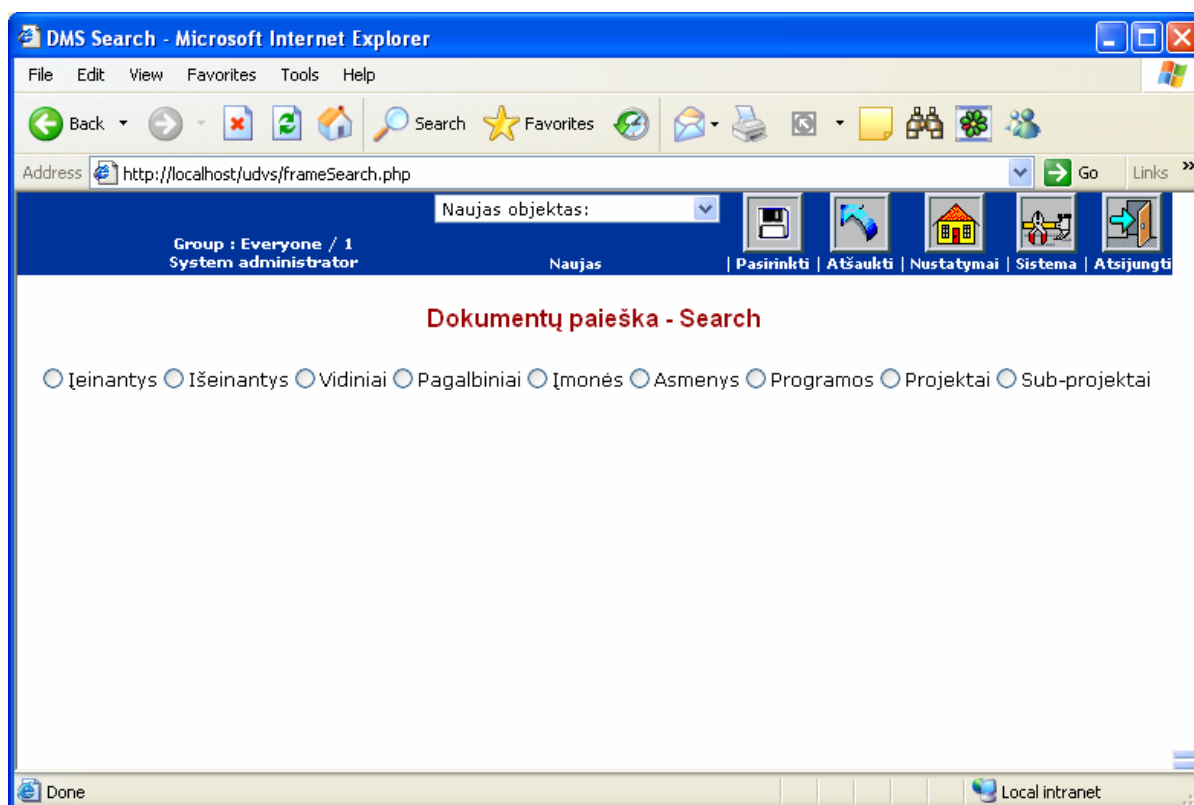 DMS Search - Microsoft Internet Explorer
File Edit View Favorites Tools Help
Back Search Favorites
Address http://localhost/udvs/frameSearch.php Go Links »
Naujas objektas:
Group : Everyone / 1
System administrator
Naujas | Pasirinkti | Atšaukti | Nustatymai | Sistema | Atsijungti
Dokumentų paieška - Search
Įeinantys Išeinantys Vidiniai Pagalbiniai Įmonės Asmenys Programos Projektai Sub-projektai
Done Local intranet